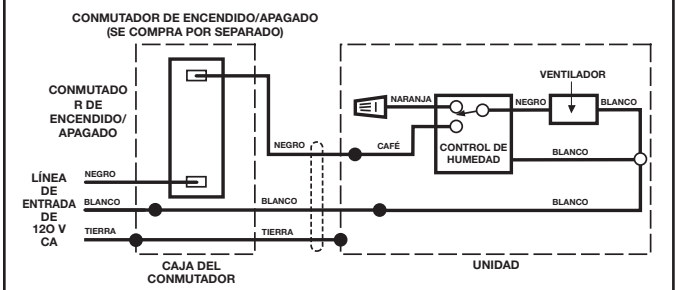 CONMUTADOR DE ENCENDIDO/APAGADO
(SE COMPRA POR SEPARADO)
CONMUTADO
R DE
ENCENDIDO/
APAGADO
VENTILADOR
NARANJA
NEGRO
BLANCO
NEGRO
CAFÉ
CONTROL DE
HUMEDAD
BLANCO
LÍNEA
DE
ENTRADA
DE
12O V
CA
NEGRO
BLANCO
BLANCO
BLANCO
TIERRA
TIERRA
CAJA DEL
CONMUTADOR
UNIDAD